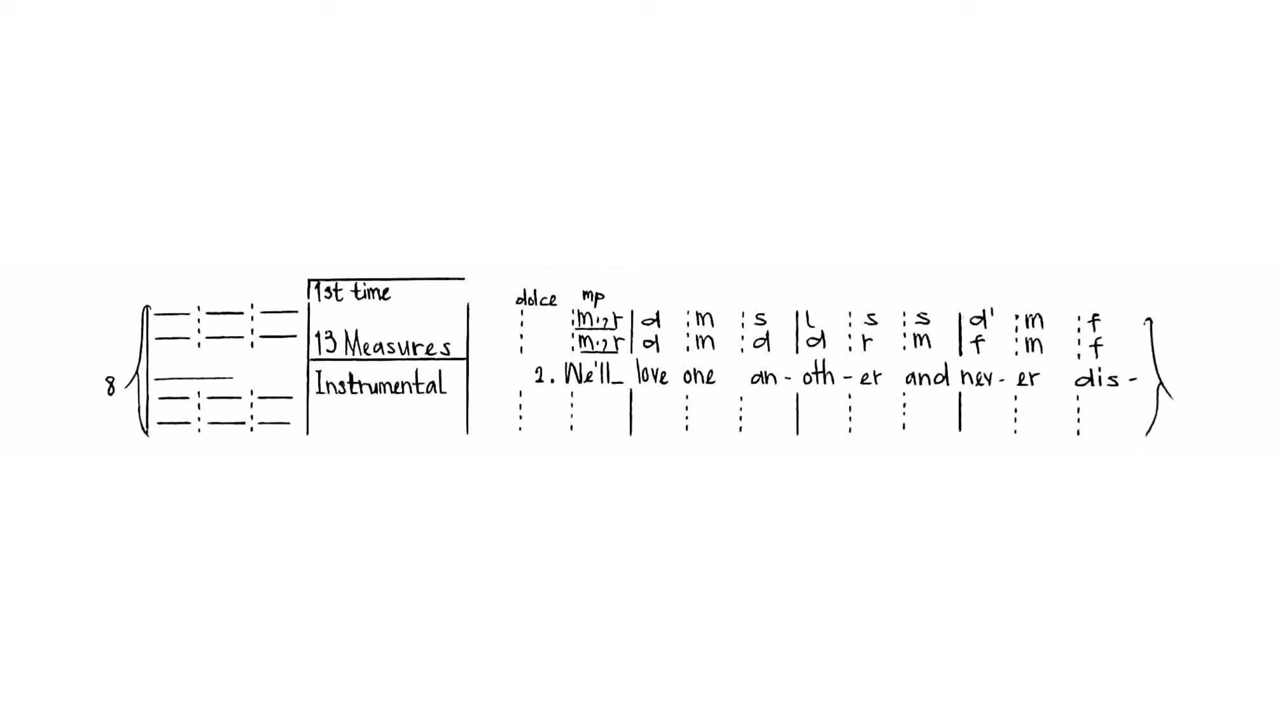 1st time
dolce mp
:m.,r | d :m :s | l :s :s | d' :m :f
13 Measures
:m.,r | d :m :d | d :r :m | f :m :f
8 Instrumental
2. We'll_ love one an - oth - er and nev - er dis -